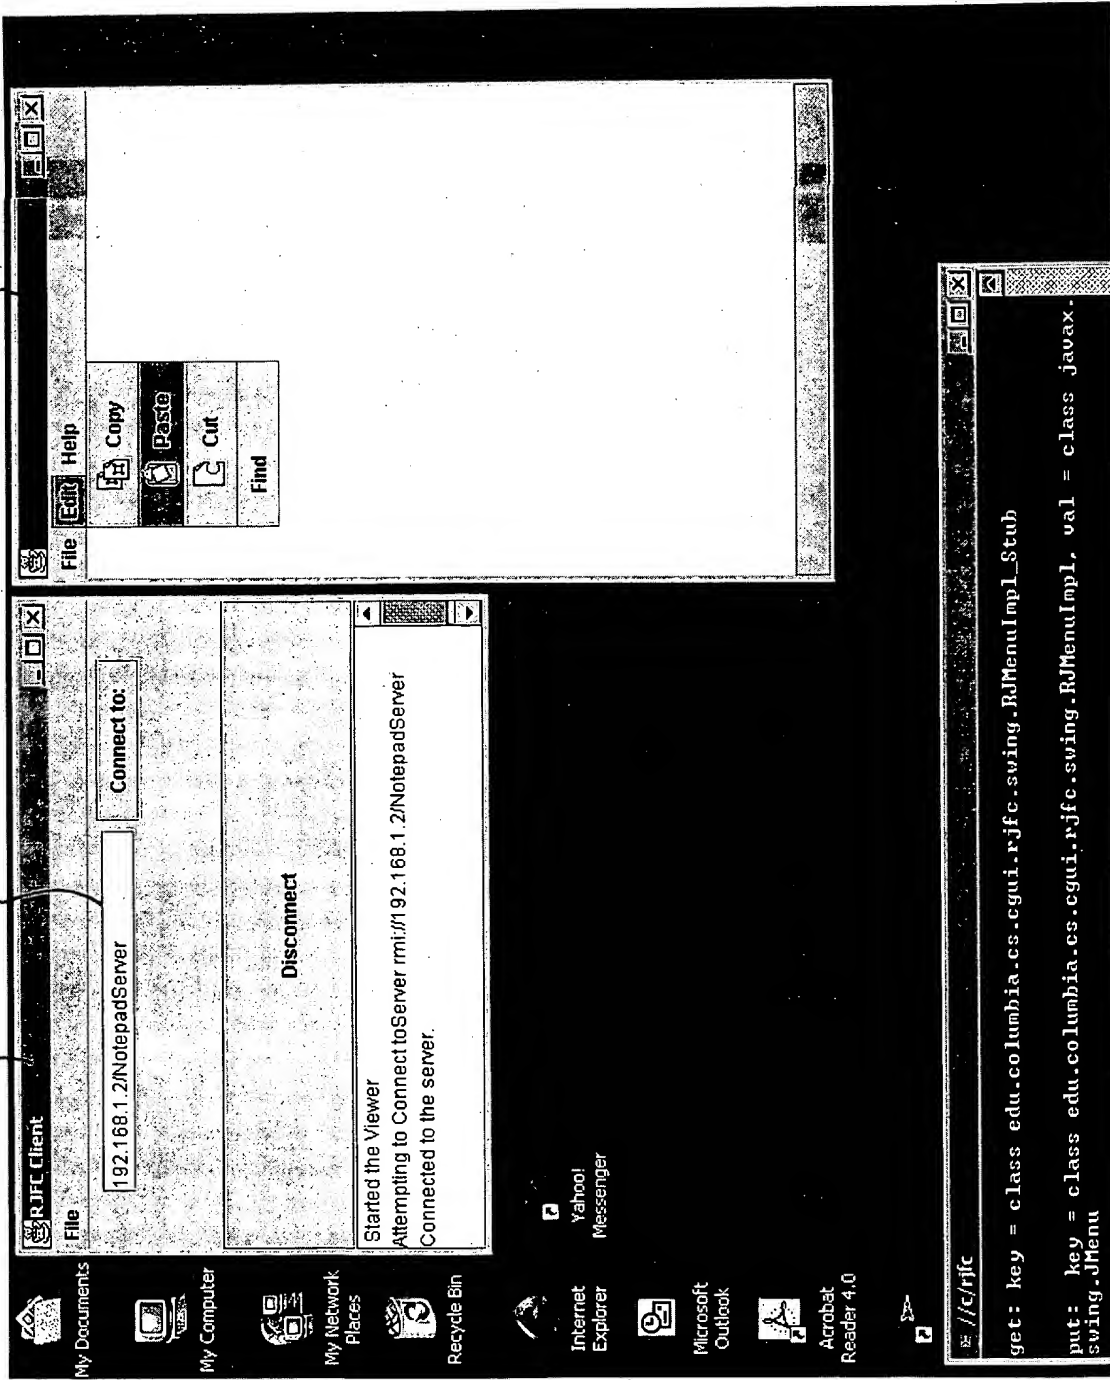 My Documents
My Computer
My Network
Places
Recycle Bin
Internet
Explorer
Yahoo!
Messenger
Microsoft
Outlook
Acrobat
Reader 4.0
RJFC Client
File
192.168.1.2/NotepadServer
Connect to:
Disconnect
Started the Viewer
Attempting to Connect toServer rmi://192.168.1.2/NotepadServer
Connected to the server.
File Edit Help
Copy
Paste
Cut
Find
//c/rjfc
get: key = class edu.columbia.cs.cgui.rjfc.swing.RJMenuImpl_Stub
put: key = class edu.columbia.cs.cgui.rjfc.swing.RJMenuImpl, val = class javax.
swing.JMenu